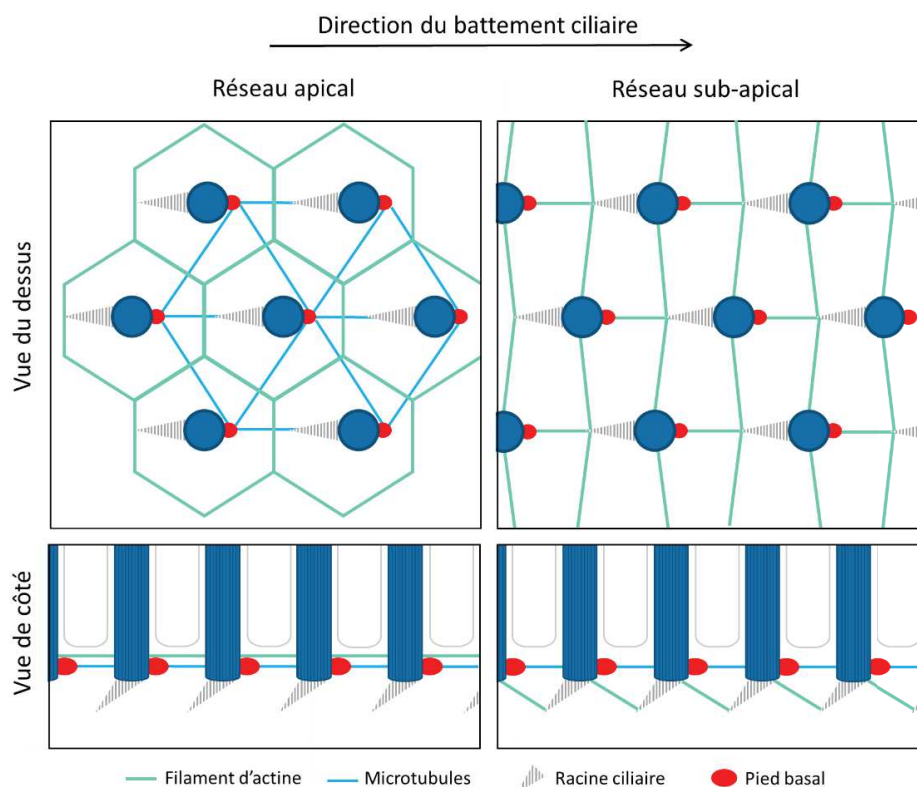 Direction du battement ciliaire
Réseau apical
Réseau sub-apical
Vue du dessus
Vue de côté
Filament d'actine
Microtubules
Racine ciliaire
Pied basal